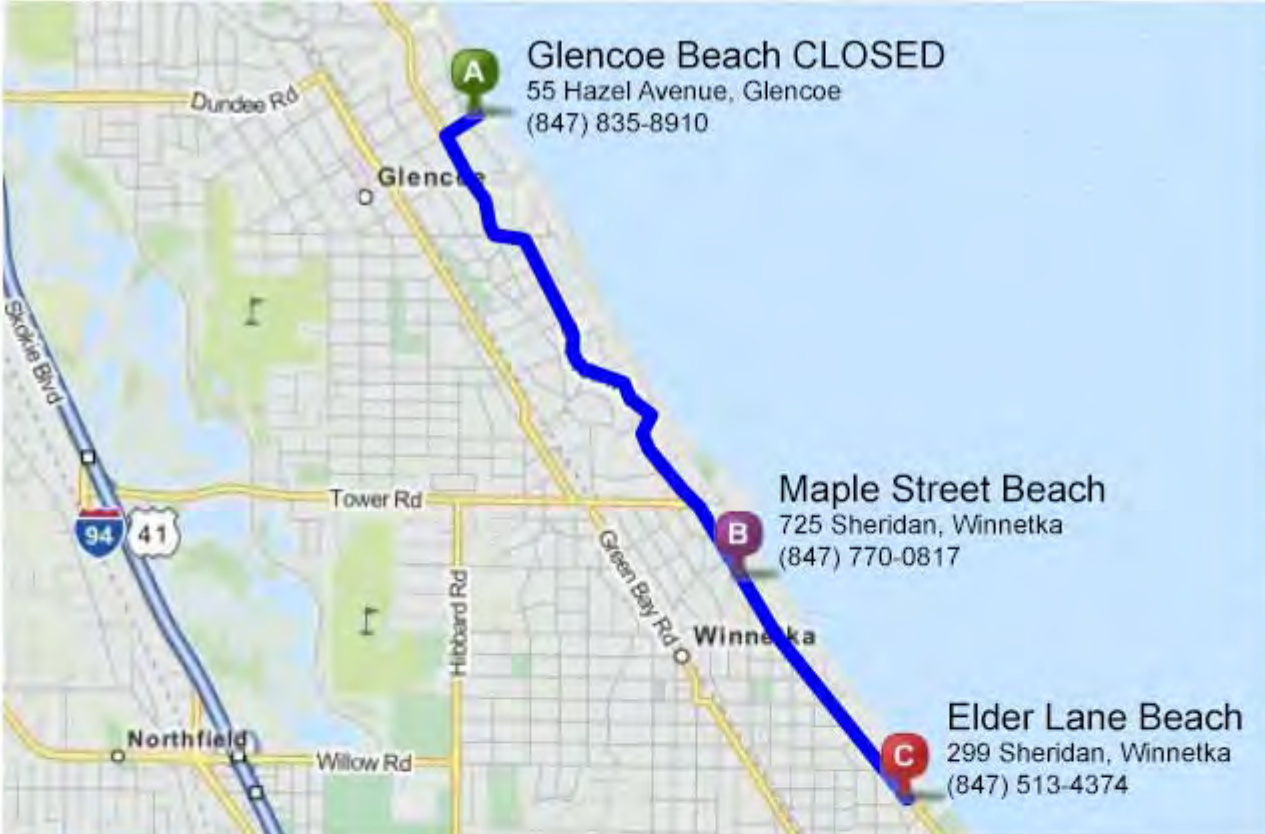 A
Glencoe Beach CLOSED
55 Hazel Avenue, Glencoe
(847) 835-8910
Dundee Rd
Glencoe
Skokie Blvd
Tower Rd
94
41
Maple Street Beach
725 Sheridan, Winnetka
(847) 770-0817
B
Green Bay Rd
Hibbard Rd
Winnetka
Elder Lane Beach
299 Sheridan, Winnetka
(847) 513-4374
C
Northfield
Willow Rd